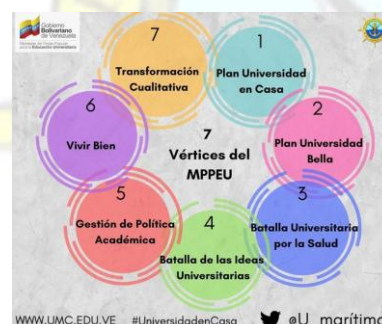 Gobierno
Bolivariano
de Venezuela
7
Transformación
Cualitativa
1
Plan Universidad
en Casa
6
Vivir Bien
7
Vértices del
MPPEU
2
Plan Universidad
Bella
5
Gestión de Política
Académica
3
Batalla Universitaria
por la Salud
4
Batalla de las Ideas
Universitarias
WWW.UMC.EDU.VE #UniversidadenCasa @U_marítima